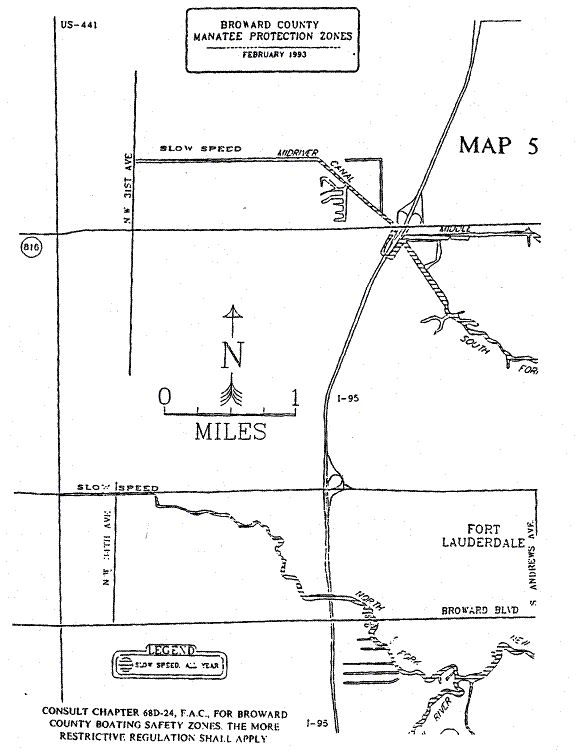 US-441
BROWARD COUNTY
MANATEE PROTECTION ZONES
FEBRUARY 1993
MAP 5
SLOW SPEED
MIDRIVER
CANAL
N W 31ST AVE
MIDDLE
816
SOUTH
FOR
N
0 1
MILES
I-95
SLOW SPEED
FORT
LAUDERDALE
S ANDREWS AVE
NORTH
BROWARD BLVD
FORK
NEW
RIVER
LEGEND
SLOW SPEED, ALL YEAR
I-95
CONSULT CHAPTER 68D-24, F.A.C., FOR BROWARD
COUNTY BOATING SAFETY ZONES. THE MORE
RESTRICTIVE REGULATION SHALL APPLY